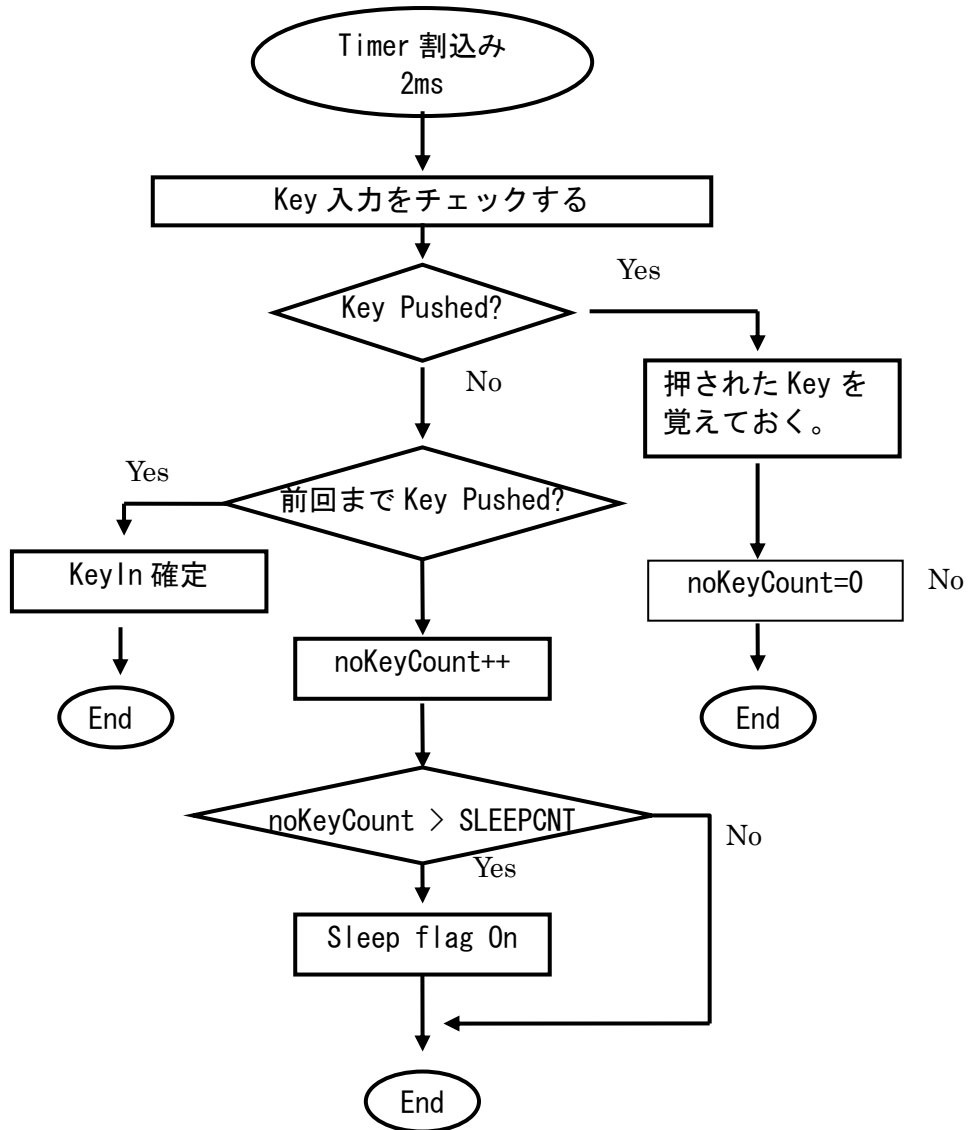 Timer 割込み
2ms
Key 入力をチェックする
Key Pushed?
Yes
No
押された Key を
覚えておく。
Yes
前回まで Key Pushed?
KeyIn 確定
noKeyCount=0
No
noKeyCount++
End
End
noKeyCount > SLEEPCNT
No
Yes
Sleep flag On
End